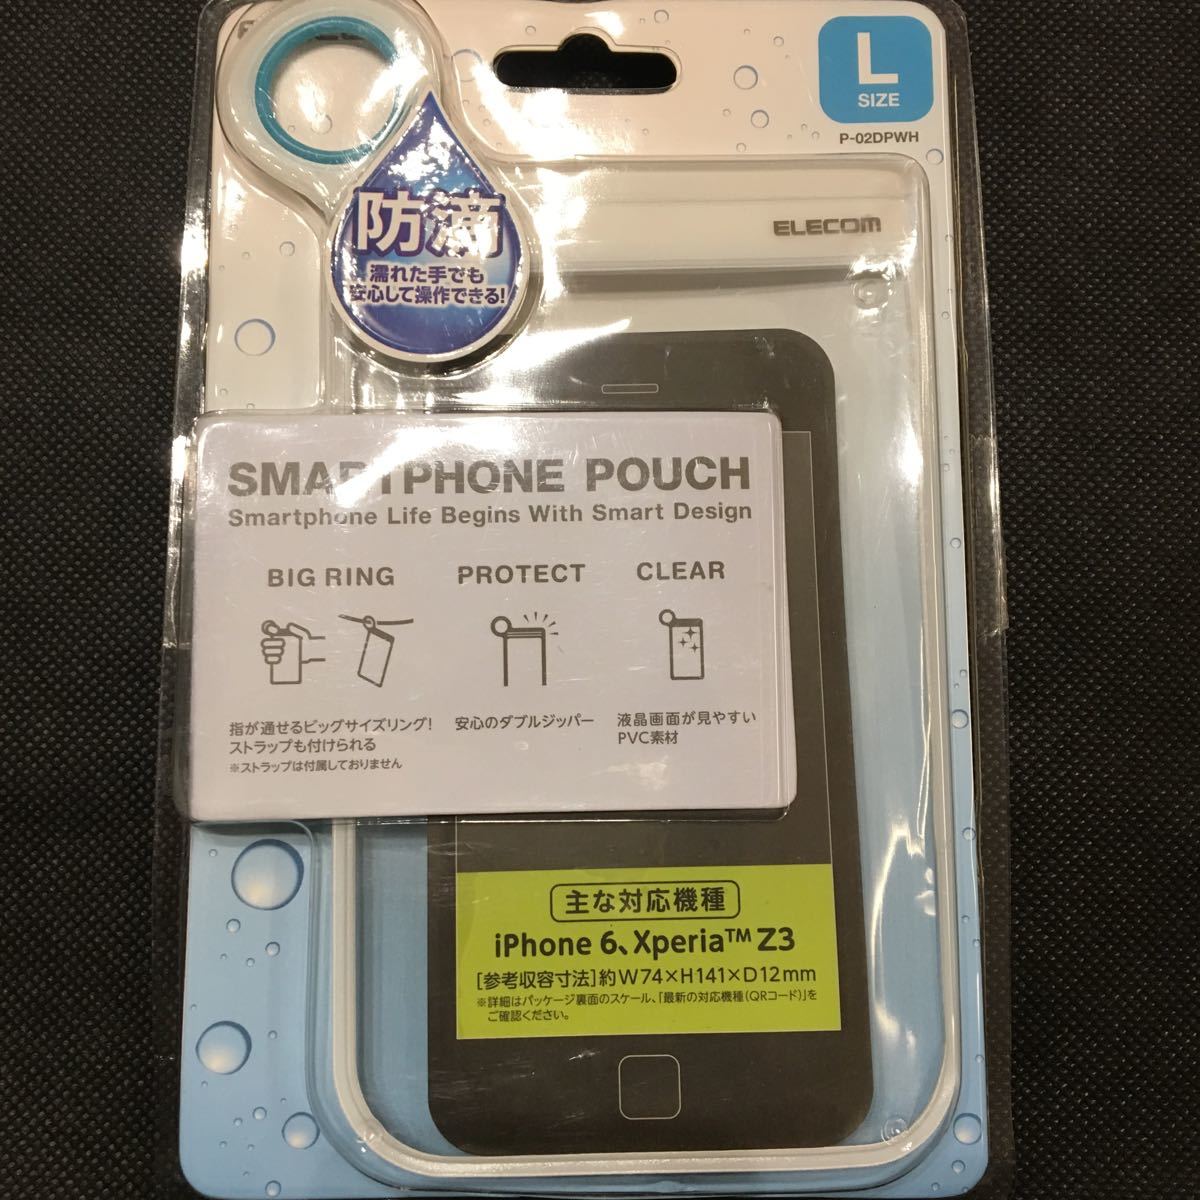 L
SIZE
P-02DPWH
防滴
濡れた手でも
安心して操作できる!
ELECOM
SMARTPHONE POUCH
Smartphone Life Begins With Smart Design
BIG RING
PROTECT
CLEAR
指が通せるビッグサイズリング!
ストラップも付けられる
※ストラップは付属しておりません
安心のダブルジッパー
液晶画面が見やすい
PVC素材
主な対応機種
iPhone 6、Xperia™ Z3
[参考収容寸法]約W74×H141×D12mm
※詳細はパッケージ裏面のスケール、「最新の対応機種(QRコード)」を
ご確認ください。